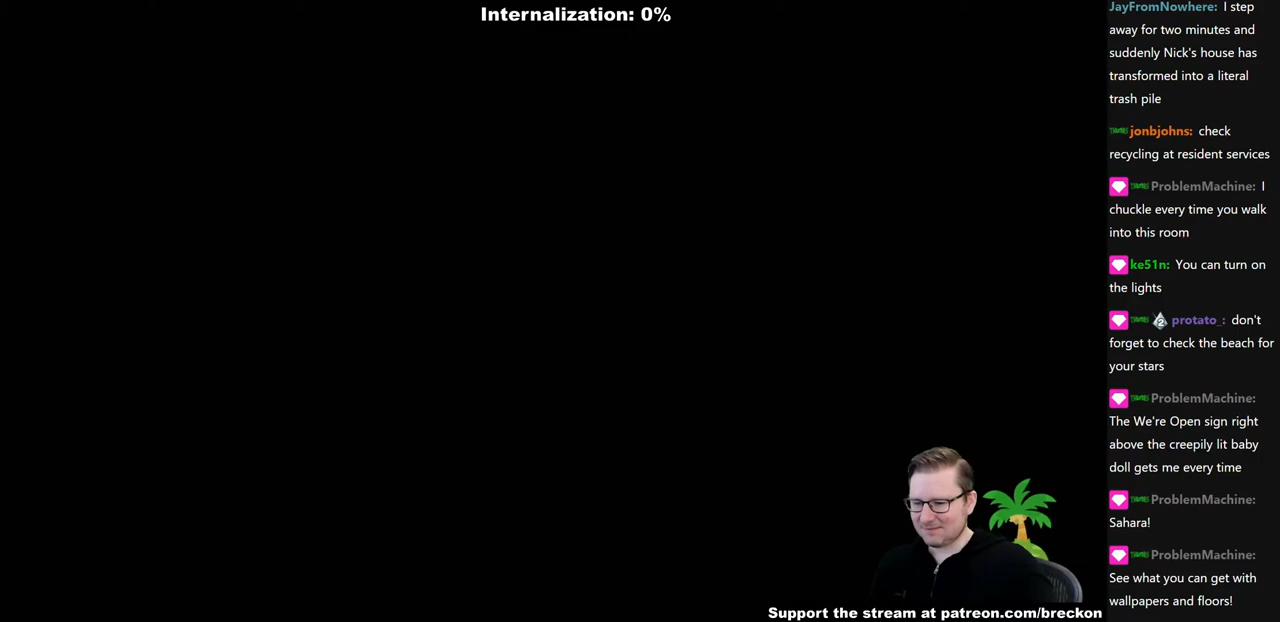 Internalization: 0%
JayFromNowhere: I step
away for two minutes and
suddenly Nick's house has
transformed into a literal
trash pile
jonbjohns: check
recycling at resident services
ProblemMachine: I
chuckle every time you walk
into this room
ke51n: You can turn on
the lights
protato_: don't
forget to check the beach for
your stars
ProblemMachine:
The We're Open sign right
above the creepily lit baby
doll gets me every time
ProblemMachine:
Sahara!
ProblemMachine:
See what you can get with
wallpapers and floors!
Support the stream at patreon.com/breckon